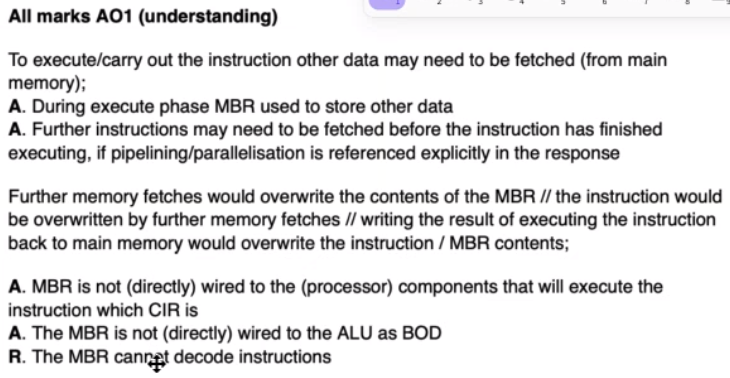 All marks AO1 (understanding)
To execute/carry out the instruction other data may need to be fetched (from main
memory);
A. During execute phase MBR used to store other data
A. Further instructions may need to be fetched before the instruction has finished
executing, if pipelining/parallelisation is referenced explicitly in the response
Further memory fetches would overwrite the contents of the MBR // the instruction would
be overwritten by further memory fetches // writing the result of executing the instruction
back to main memory would overwrite the instruction / MBR contents;
A. MBR is not (directly) wired to the (processor) components that will execute the
instruction which CIR is
A. The MBR is not (directly) wired to the ALU as BOD
R. The MBR cannot decode instructions